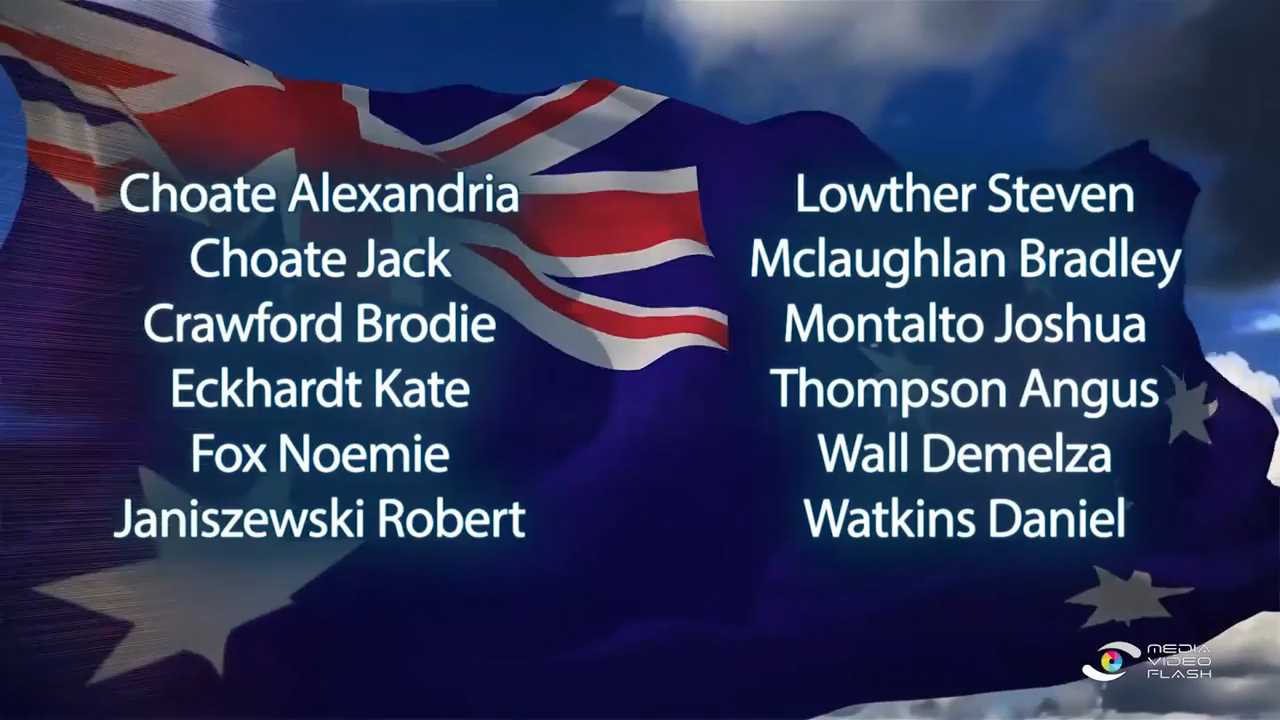 Choate Alexandria
Choate Jack
Crawford Brodie
Eckhardt Kate
Fox Noemie
Janiszewski Robert
Lowther Steven
Mclaughlan Bradley
Montalto Joshua
Thompson Angus
Wall Demelza
Watkins Daniel
MEDIA
VIDEO
FLASH